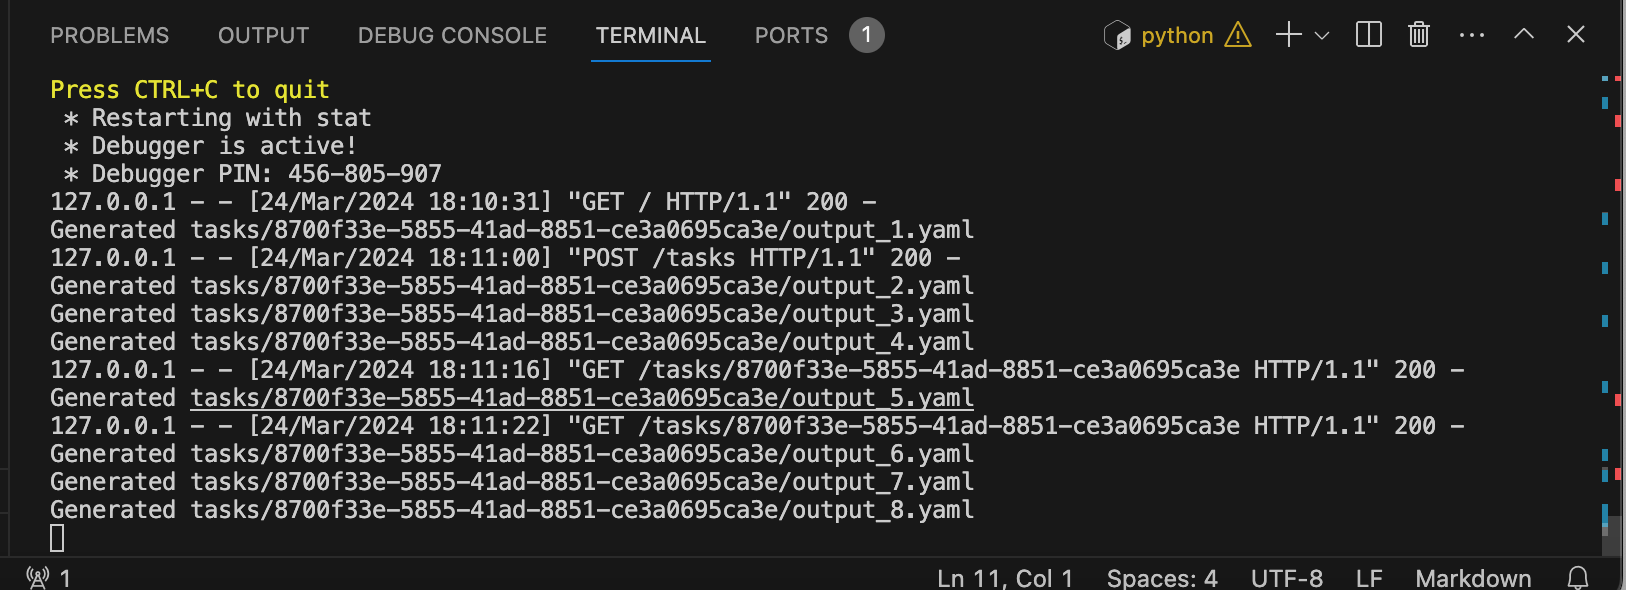 PROBLEMS OUTPUT DEBUG CONSOLE TERMINAL PORTS 1 python
Press CTRL+C to quit
* Restarting with stat
* Debugger is active!
* Debugger PIN: 456-805-907
127.0.0.1 - - [24/Mar/2024 18:10:31] "GET / HTTP/1.1" 200 -
Generated tasks/8700f33e-5855-41ad-8851-ce3a0695ca3e/output_1.yaml
127.0.0.1 - - [24/Mar/2024 18:11:00] "POST /tasks HTTP/1.1" 200 -
Generated tasks/8700f33e-5855-41ad-8851-ce3a0695ca3e/output_2.yaml
Generated tasks/8700f33e-5855-41ad-8851-ce3a0695ca3e/output_3.yaml
Generated tasks/8700f33e-5855-41ad-8851-ce3a0695ca3e/output_4.yaml
127.0.0.1 - - [24/Mar/2024 18:11:16] "GET /tasks/8700f33e-5855-41ad-8851-ce3a0695ca3e HTTP/1.1" 200 -
Generated tasks/8700f33e-5855-41ad-8851-ce3a0695ca3e/output_5.yaml
127.0.0.1 - - [24/Mar/2024 18:11:22] "GET /tasks/8700f33e-5855-41ad-8851-ce3a0695ca3e HTTP/1.1" 200 -
Generated tasks/8700f33e-5855-41ad-8851-ce3a0695ca3e/output_6.yaml
Generated tasks/8700f33e-5855-41ad-8851-ce3a0695ca3e/output_7.yaml
Generated tasks/8700f33e-5855-41ad-8851-ce3a0695ca3e/output_8.yaml
1 Ln 11, Col 1 Spaces: 4 UTF-8 LF Markdown